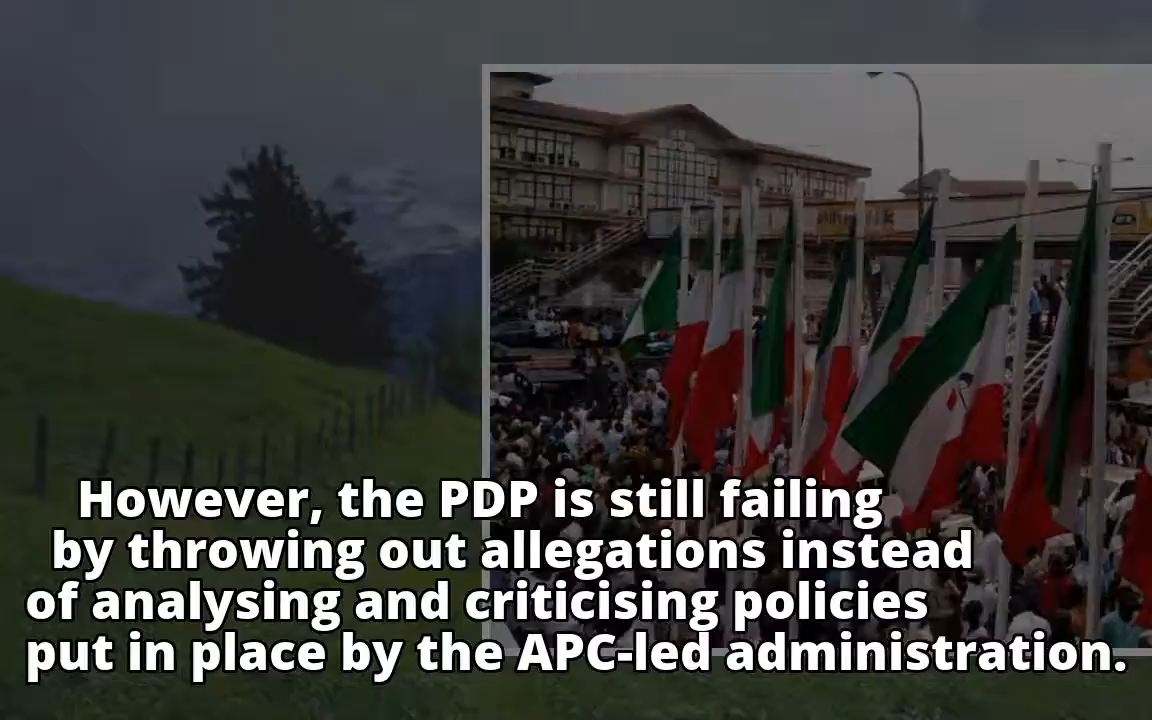 However, the PDP is still failing
by throwing out allegations instead
of analysing and criticising policies
put in place by the APC-led administration.